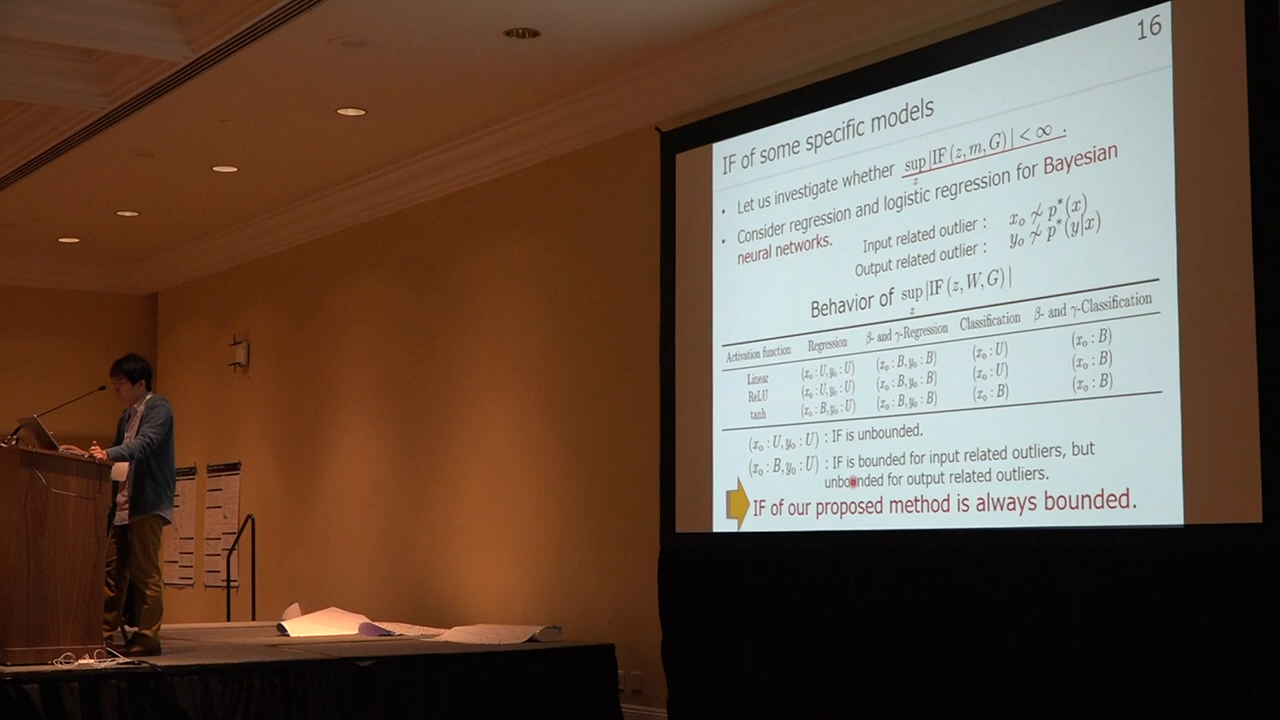 16
IF of some specific models
• Let us investigate whether sup_z |IF (z, m, G)| < ∞ .
• Consider regression and logistic regression for Bayesian
neural networks.
Input related outlier : x_o ≁ p*(x)
Output related outlier : y_o ≁ p*(y|x)
Behavior of sup_z |IF (z, W, G)|
Activation function Regression β- and γ-Regression Classification β- and γ-Classification
Linear (x_o : U, y_o : U) (x_o : B, y_o : B) (x_o : U) (x_o : B)
ReLU (x_o : U, y_o : U) (x_o : B, y_o : B) (x_o : U) (x_o : B)
tanh (x_o : B, y_o : U) (x_o : B, y_o : B) (x_o : B) (x_o : B)
(x_o : U, y_o : U) : IF is unbounded.
(x_o : B, y_o : U) : IF is bounded for input related outliers, but
unbounded for output related outliers.
IF of our proposed method is always bounded.